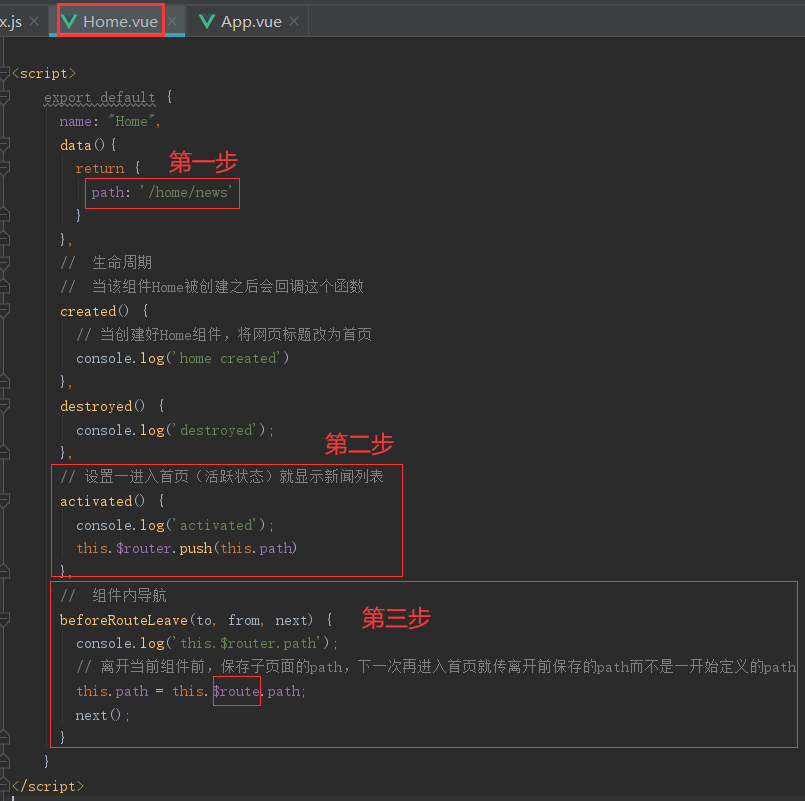 x.js
Home.vue
App.vue
<script>
export default {
name: "Home",
data(){
第一步
return {
path: '/home/news'
}
},
// 生命周期
// 当该组件Home被创建之后会回调这个函数
created() {
// 当创建好Home组件，将网页标题改为首页
console.log('home created')
},
destroyed() {
console.log('destroyed');
},
第二步
// 设置一进入首页（活跃状态）就显示新闻列表
activated() {
console.log('activated');
this.$router.push(this.path)
},
// 组件内导航
beforeRouteLeave(to, from, next) {
第三步
console.log('this.$router.path');
// 离开当前组件前，保存子页面的path，下一次再进入首页就传离开前保存的path而不是一开始定义的path
this.path = this.$route.path;
next();
}
}
</script>